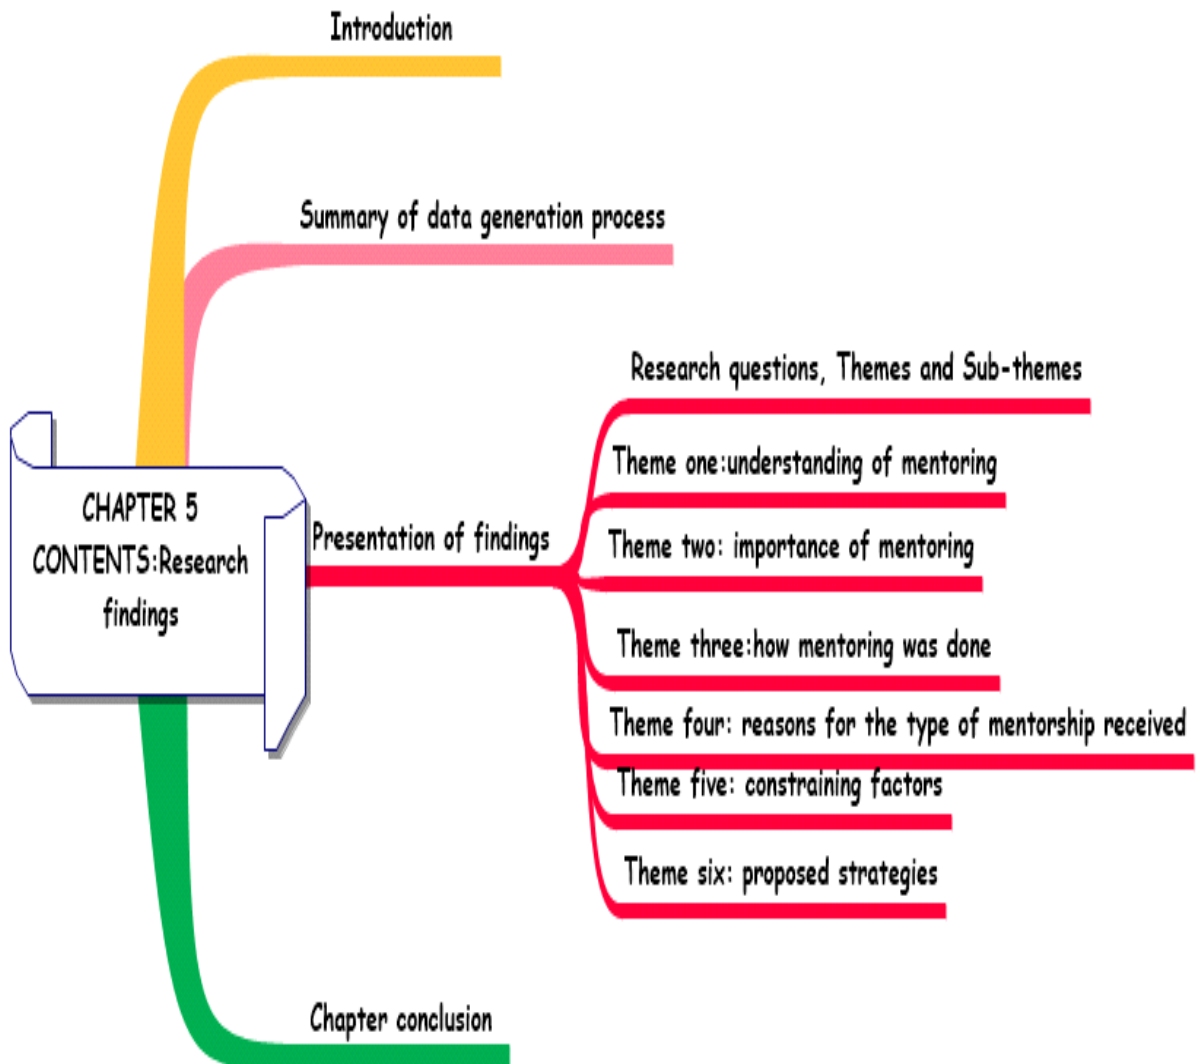 Introduction
Summary of data generation process
CHAPTER 5
CONTENTS:Research
findings
Presentation of findings
Research questions, Themes and Sub-themes
Theme one:understanding of mentoring
Theme two: importance of mentoring
Theme three:how mentoring was done
Theme four: reasons for the type of mentorship received
Theme five: constraining factors
Theme six: proposed strategies
Chapter conclusion